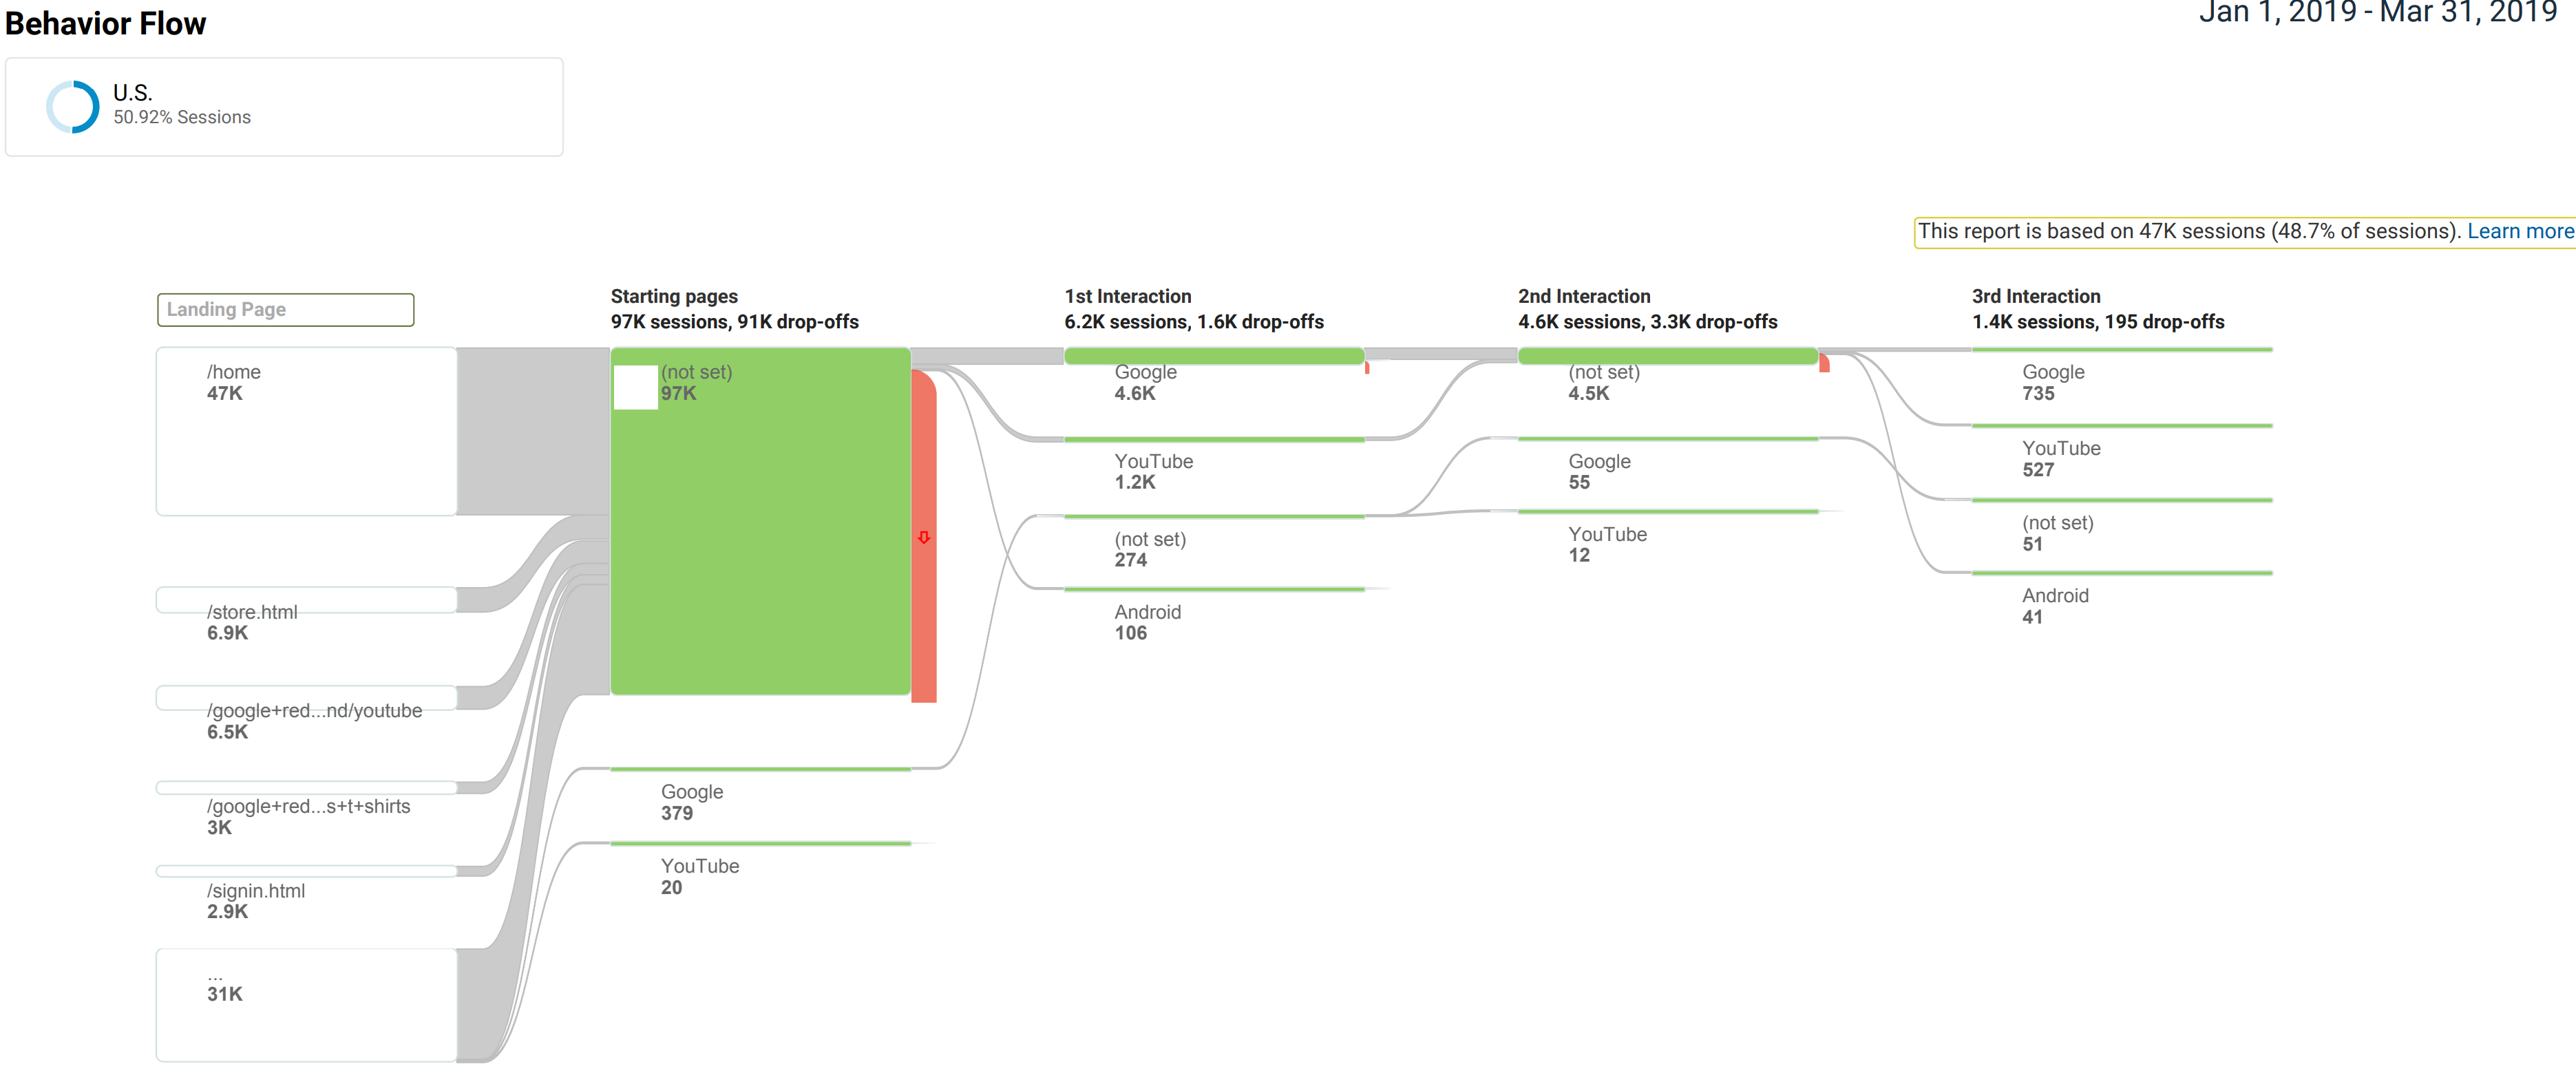 Behavior Flow
Jan 1, 2019 - Mar 31, 2019
U.S.
50.92% Sessions
This report is based on 47K sessions (48.7% of sessions). Learn more
Landing Page
/home
47K
/store.html
6.9K
/google+red...nd/youtube
6.5K
/google+red...s+t+shirts
3K
/signin.html
2.9K
...
31K
Starting pages
97K sessions, 91K drop-offs
(not set)
97K
Google
379
YouTube
20
1st Interaction
6.2K sessions, 1.6K drop-offs
Google
4.6K
YouTube
1.2K
(not set)
274
Android
106
2nd Interaction
4.6K sessions, 3.3K drop-offs
(not set)
4.5K
Google
55
YouTube
12
3rd Interaction
1.4K sessions, 195 drop-offs
Google
735
YouTube
527
(not set)
51
Android
41